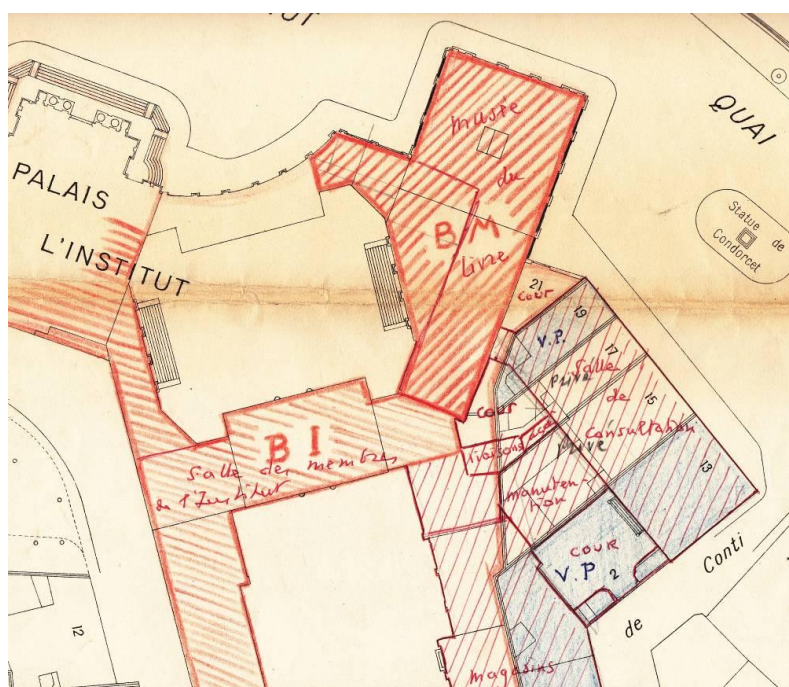 QUAI
PALAIS
L'INSTITUT
musée
du
B M
livre
Statue de
Condorcet
21
cour
19
V.P.
Privé
17
Salle
de
15
Consultation
Privé
13
cour
livraisons
manuten-
tion
B I
Salle des membres
de l'Institut
cour
V.P
2
Conti
de
12
magasins